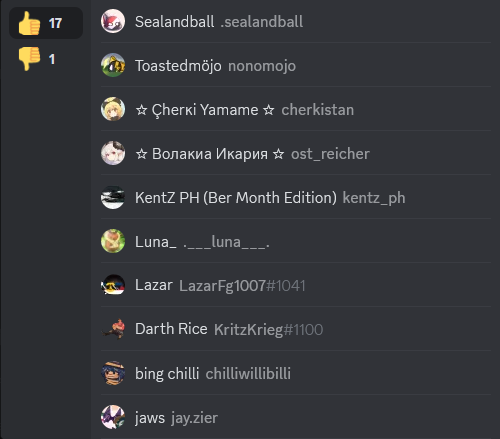 17
1
Sealandball .sealandball
Toastedmöjo nonomojo
☆ Çherкi Yamame ☆ cherkistan
☆ Волакиа Икария ☆ ost_reicher
KentZ PH (Ber Month Edition) kentz_ph
Luna_ .___luna___.
Lazar LazarFg1007#1041
Darth Rice KritzKrieg#1100
bing chilli chilliwillibilli
jaws jay.zier